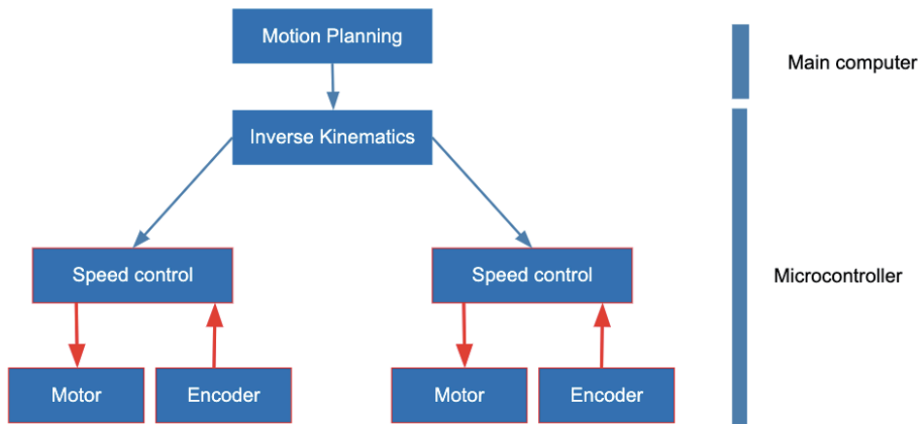 Motion Planning
Main computer
Inverse Kinematics
Speed control
Speed control
Microcontroller
Motor
Encoder
Motor
Encoder